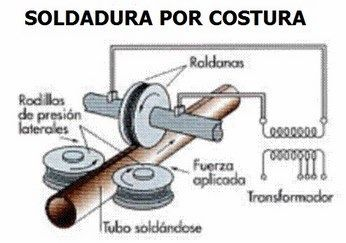 SOLDADURA POR COSTURA
Roldanas
Rodillos
de presión
laterales
Fuerza
aplicada
Transformador
Tubo soldándose